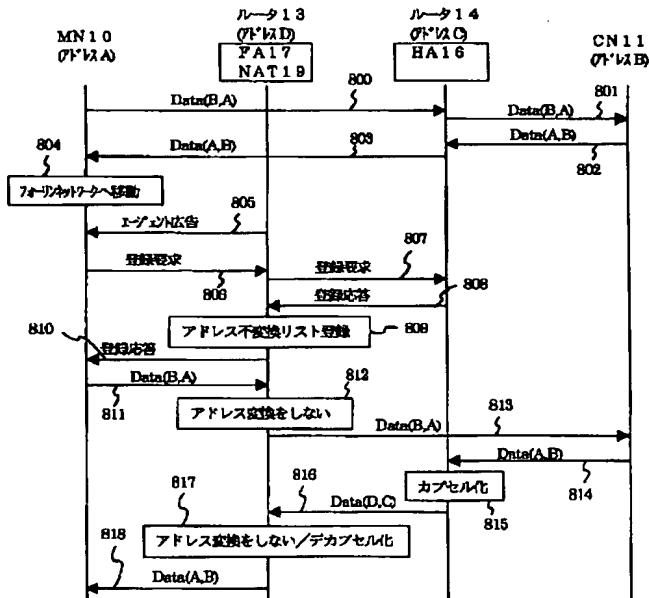 MN10
(アドレスA)
ルータ13
(アドレスD)
FA17
NAT19
ルータ14
(アドレスC)
HA16
CN11
(アドレスB)
800
Data(B,A)
Data(B,A)
801
803
Data(A,B)
Data(A,B)
802
804
フォーリンネットワークへ移動
805
エージェント広告
登録要求
806
807
登録要求
登録応答
808
アドレス不変換リスト登録
809
810
登録応答
Data(B,A)
811
812
アドレス変換をしない
813
Data(B,A)
Data(A,B)
814
カプセル化
815
816
Data(D,C)
817
アドレス変換をしない/デカプセル化
818
Data(A,B)